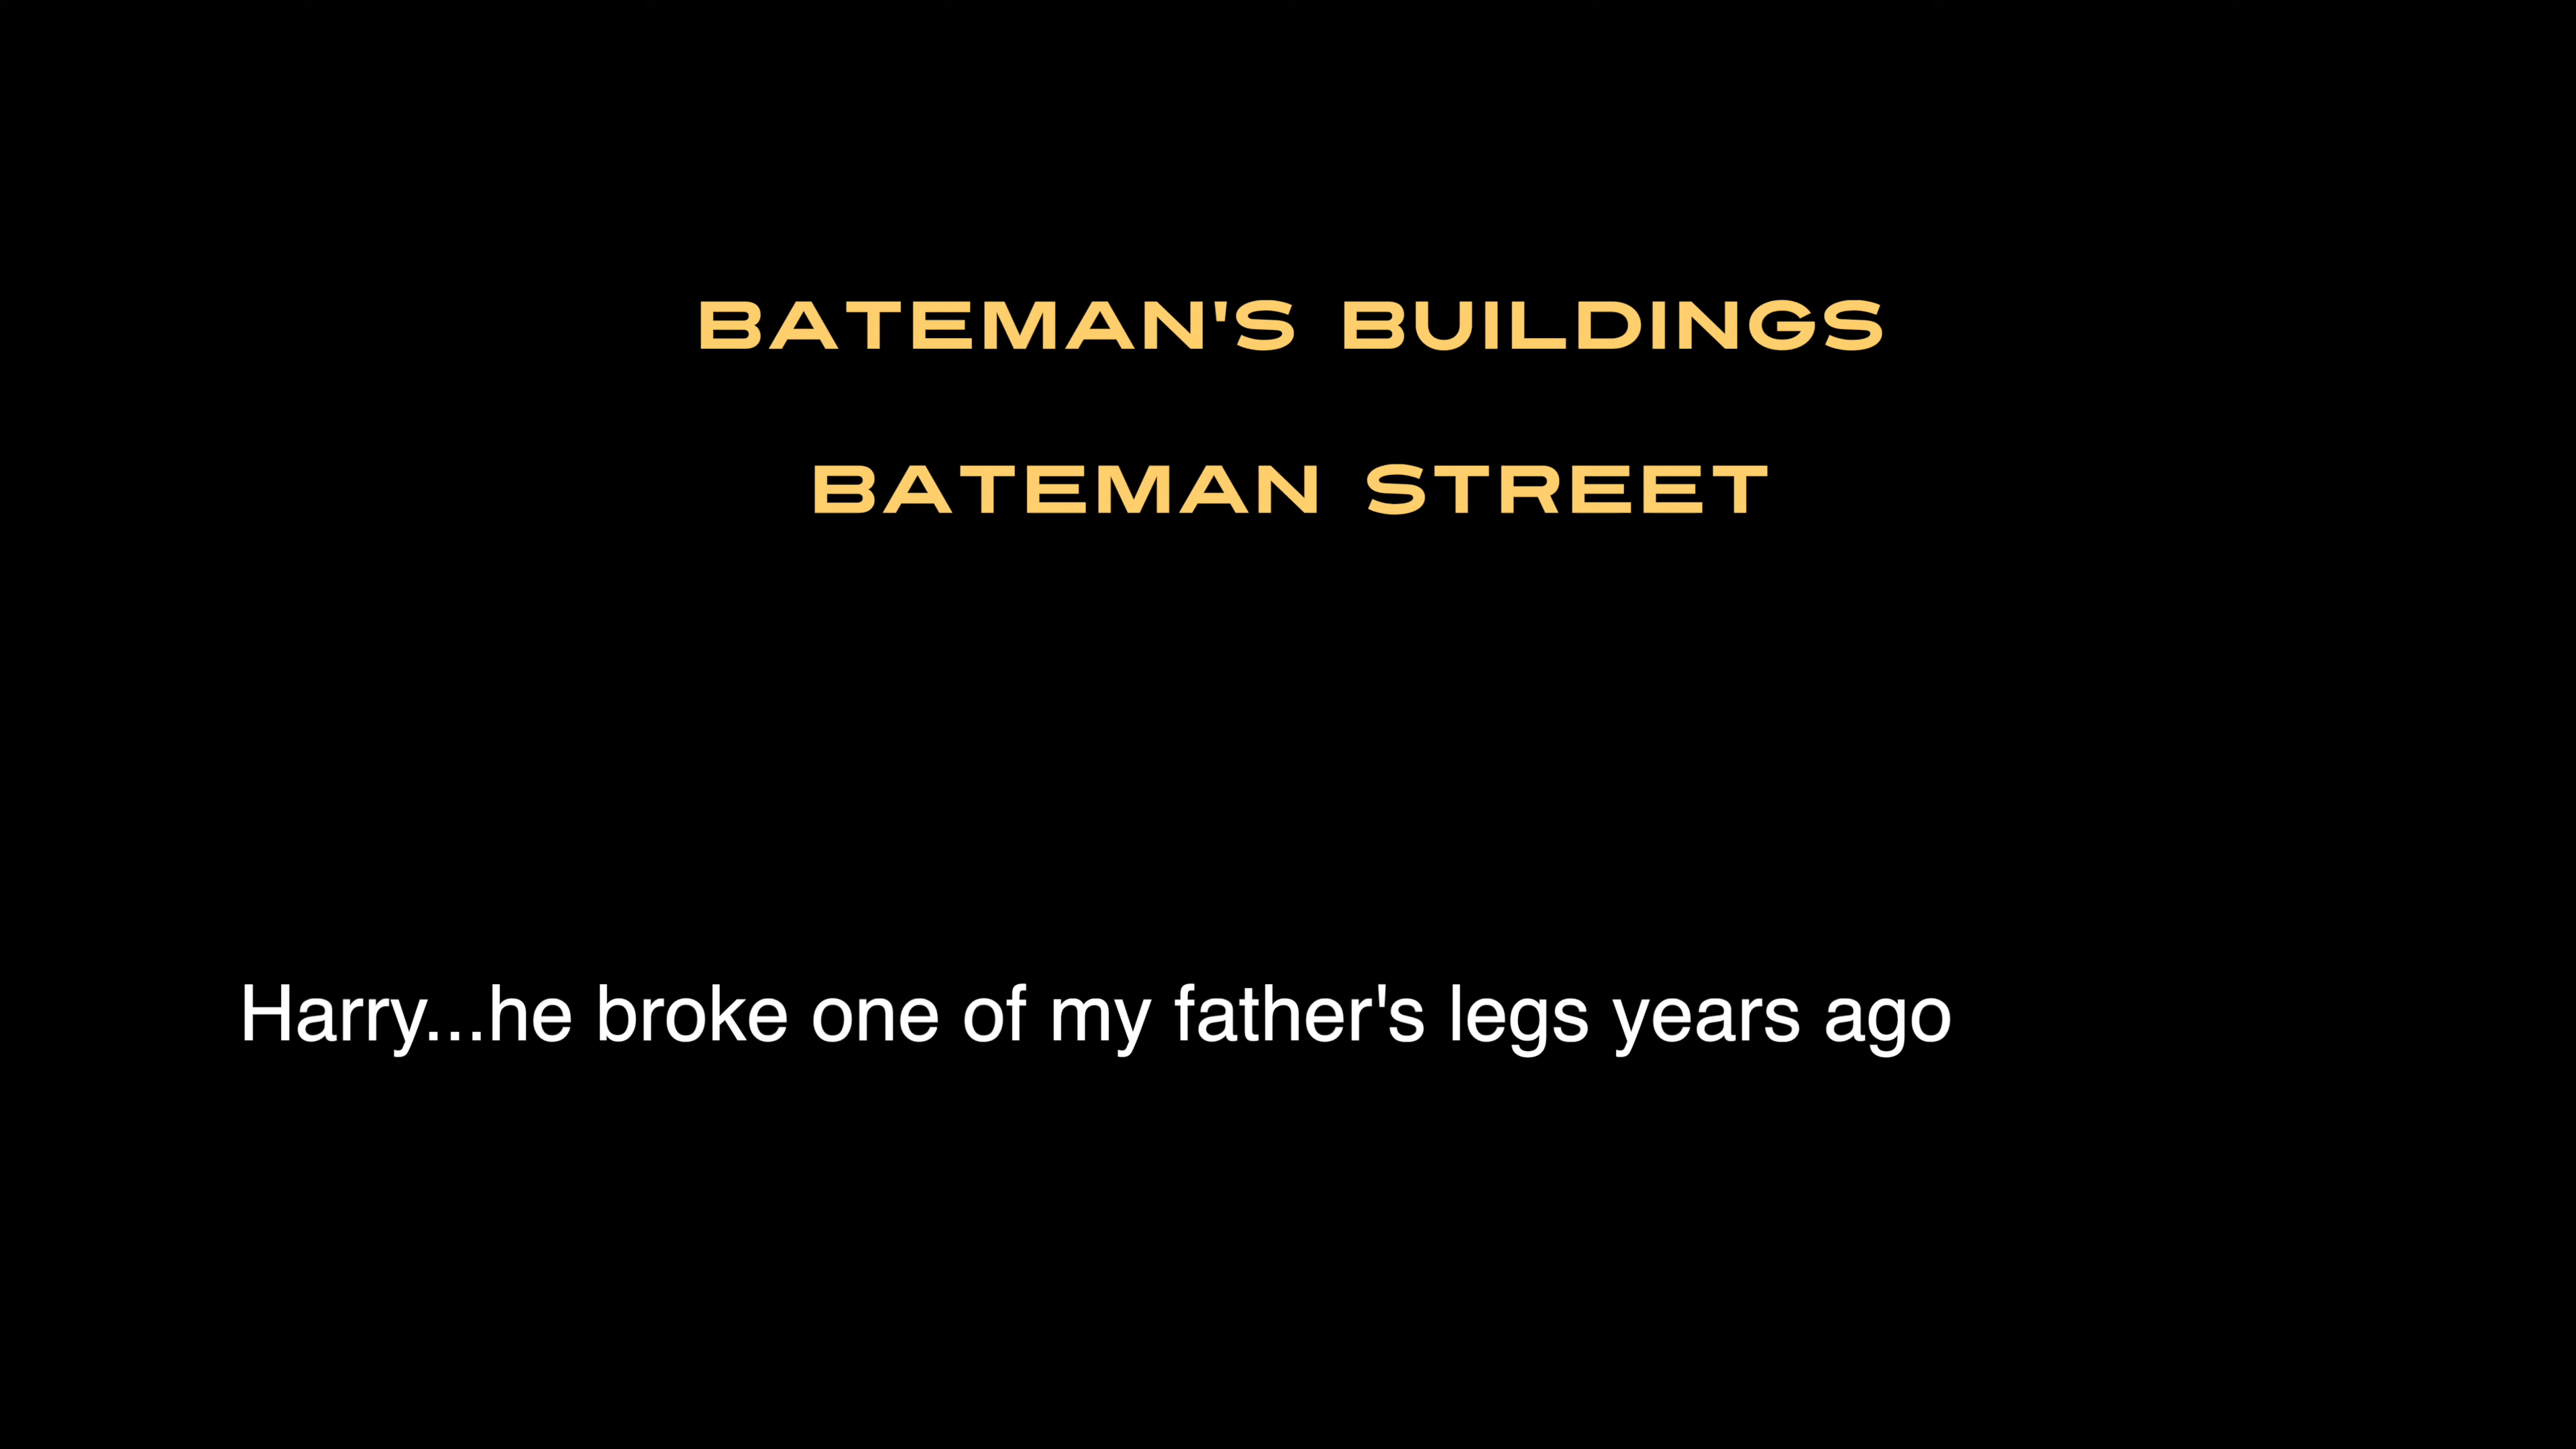 BATEMAN'S BUILDINGS
BATEMAN STREET
Harry...he broke one of my father's legs years ago